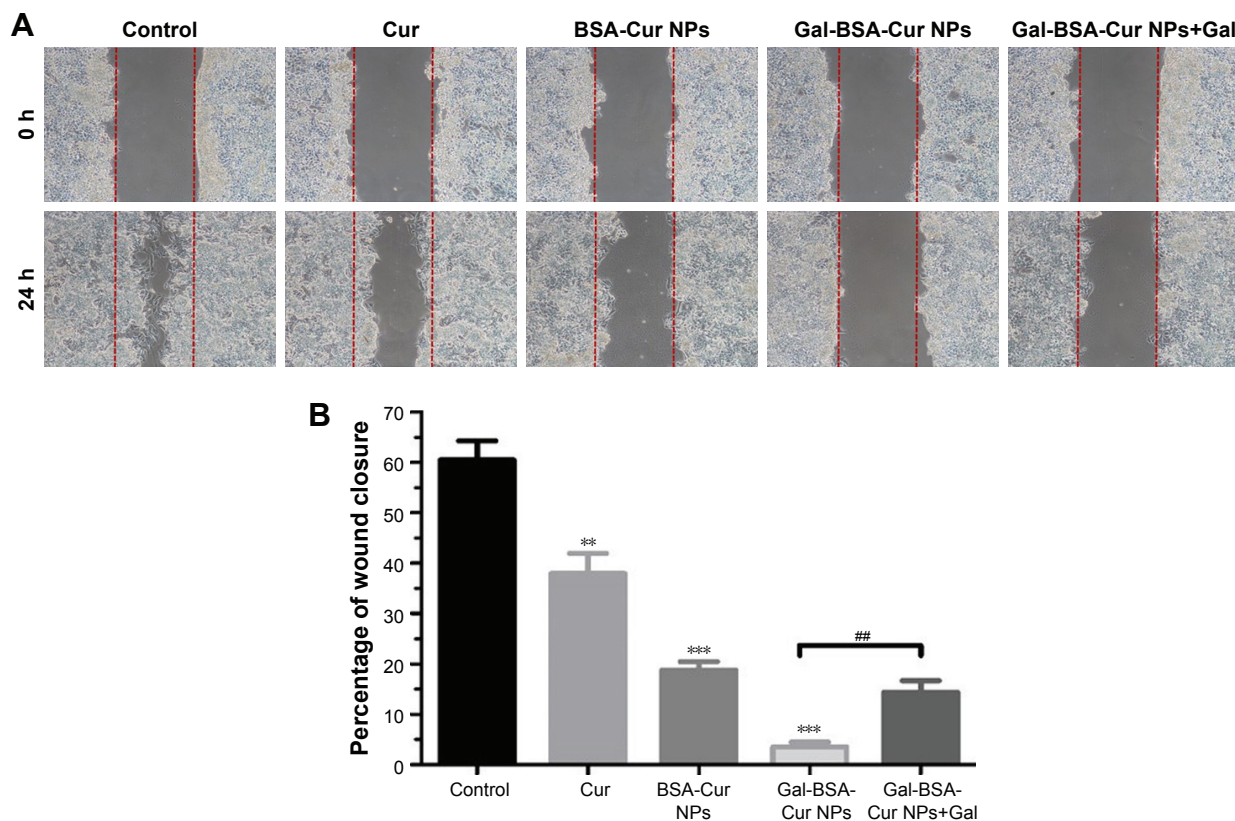 A
Control
Cur
BSA-Cur NPs
Gal-BSA-Cur NPs
Gal-BSA-Cur NPs+Gal
0 h
24 h
B
Percentage of wound closure
70
60
50
40
30
20
10
0
**
***
***
##
Control
Cur
BSA-Cur
NPs
Gal-BSA-
Cur NPs
Gal-BSA-
Cur NPs+Gal